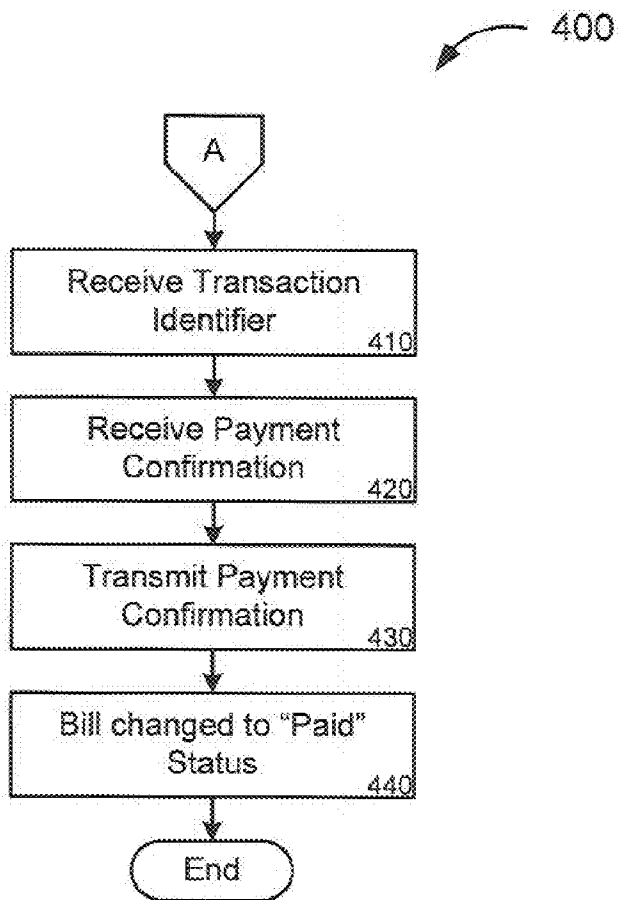 400
A
Receive Transaction
Identifier
410
Receive Payment
Confirmation
420
Transmit Payment
Confirmation
430
Bill changed to “Paid”
Status
440
End